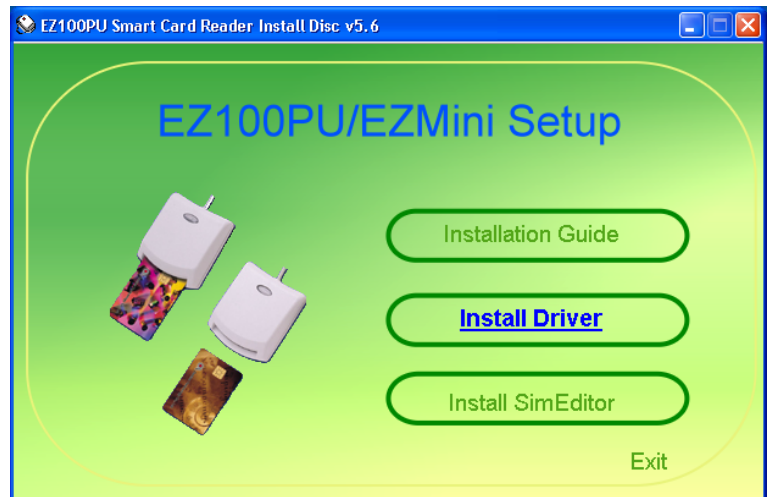 EZ100PU Smart Card Reader Install Disc v5.6
EZ100PU/EZMini Setup
Installation Guide
Install Driver
Install SimEditor
Exit